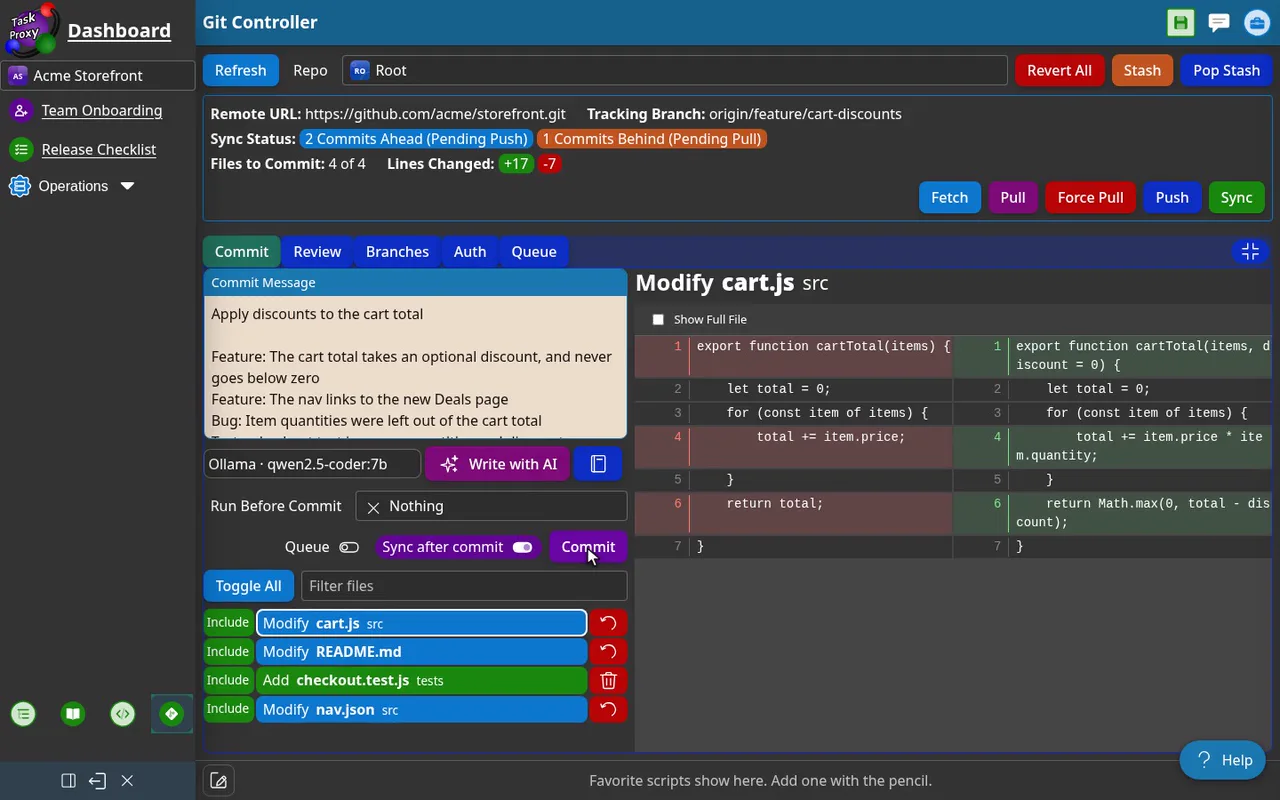 Task Proxy
Dashboard
AS Acme Storefront
Team Onboarding
Release Checklist
Operations
Git Controller
Refresh Repo RO Root Revert All Stash Pop Stash
Remote URL: https://github.com/acme/storefront.git Tracking Branch: origin/feature/cart-discounts
Sync Status: 2 Commits Ahead (Pending Push) 1 Commits Behind (Pending Pull)
Files to Commit: 4 of 4 Lines Changed: +17 -7
Fetch Pull Force Pull Push Sync
Commit Review Branches Auth Queue
Commit Message
Apply discounts to the cart total
Feature: The cart total takes an optional discount, and never
goes below zero
Feature: The nav links to the new Deals page
Bug: Item quantities were left out of the cart total
Ollama · qwen2.5-coder:7b Write with AI
Run Before Commit Nothing
Queue Sync after commit Commit
Toggle All Filter files
Include Modify cart.js src
Include Modify README.md
Include Add checkout.test.js tests
Include Modify nav.json src
Modify cart.js src
Show Full File
1 export function cartTotal(items) {
2 let total = 0;
3 for (const item of items) {
4 total += item.price;
5 }
6 return total;
7 }
1 export function cartTotal(items, d
iscount = 0) {
2 let total = 0;
3 for (const item of items) {
4 total += item.price * ite
m.quantity;
5 }
6 return Math.max(0, total - dis
count);
7 }
Favorite scripts show here. Add one with the pencil.
? Help